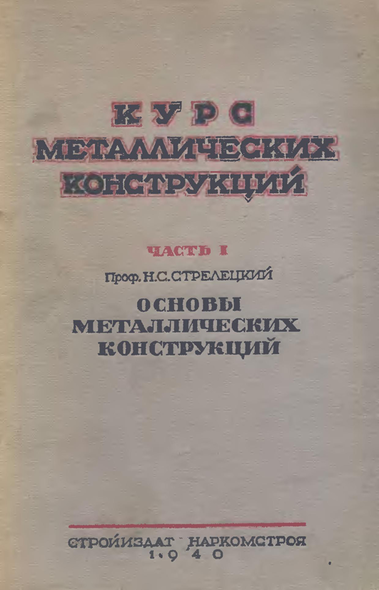 КУРС
МЕТАЛЛИЧЕСКИХ
КОНСТРУКЦИЙ
ЧАСТЬ I
Проф. Н.С. СТРЕЛЕЦКИЙ
ОСНОВЫ
МЕТАЛЛИЧЕСКИХ
КОНСТРУКЦИЙ
СТРОЙИЗДАТ НАРКОМСТРОЯ
1940